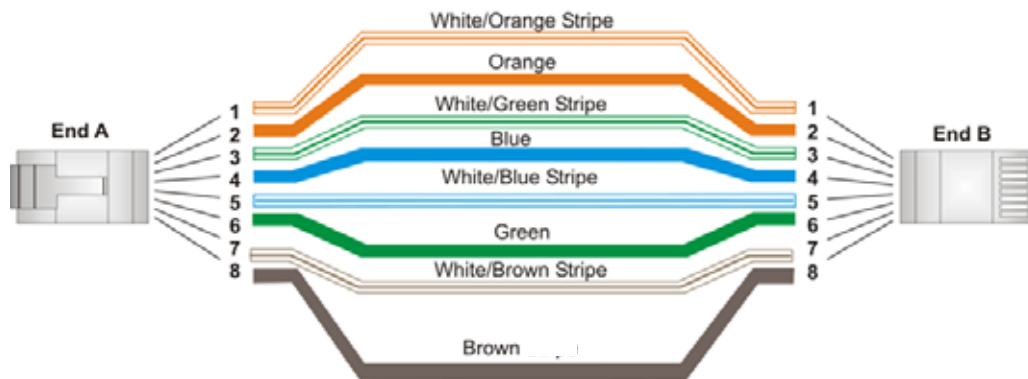 White/Orange Stripe
Orange
White/Green Stripe
Blue
White/Blue Stripe
Green
White/Brown Stripe
Brown
End A
1
2
3
4
5
6
7
8
End B
1
2
3
4
5
6
7
8